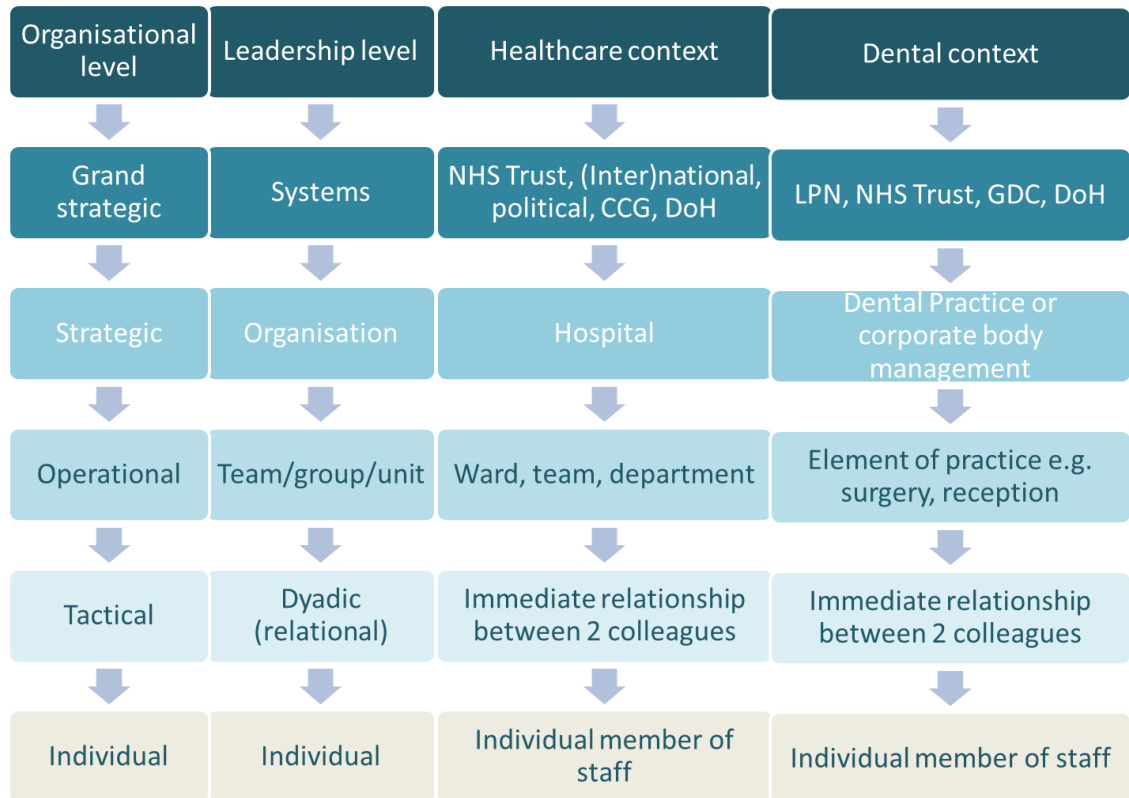 Organisational
level
Leadership level
Healthcare context
Dental context
Grand
strategic
Systems
NHS Trust, (Inter)national,
political, CCG, DoH
LPN, NHS Trust, GDC, DoH
Strategic
Organisation
Hospital
Dental Practice or
corporate body
management
Operational
Team/group/unit
Ward, team, department
Element of practice e.g.
surgery, reception
Tactical
Dyadic
(relational)
Immediate relationship
between 2 colleagues
Immediate relationship
between 2 colleagues
Individual
Individual
Individual member of
staff
Individual member of staff